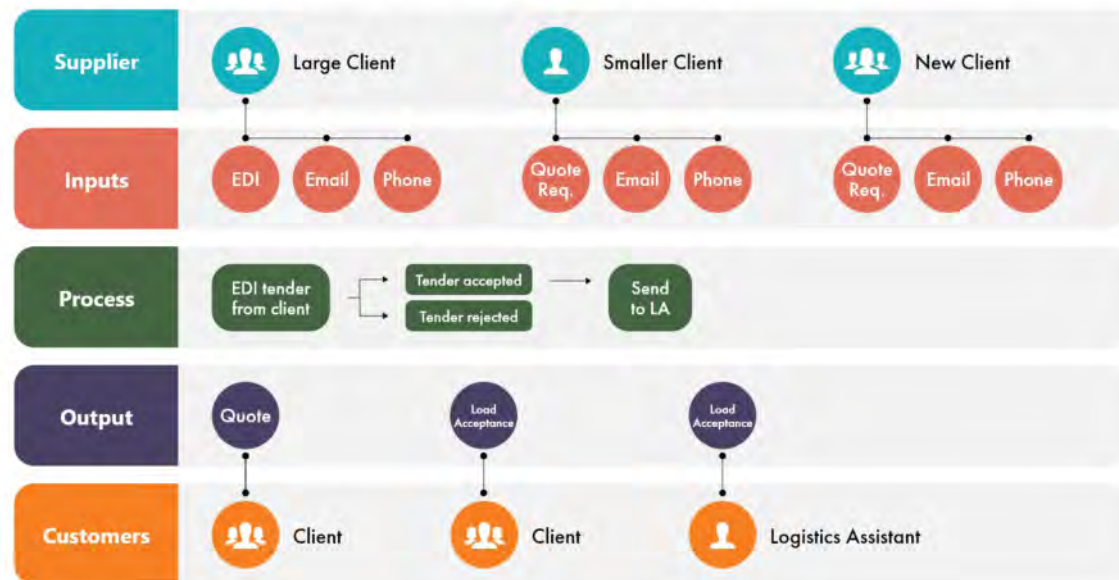 Supplier
Large Client
Smaller Client
New Client
Inputs
EDI
Email
Phone
Quote
Req.
Email
Phone
Quote
Req.
Email
Phone
Process
EDI tender
from client
Tender accepted
Tender rejected
Send
to LA
Output
Quote
Load
Acceptance
Load
Acceptance
Customers
Client
Client
Logistics Assistant